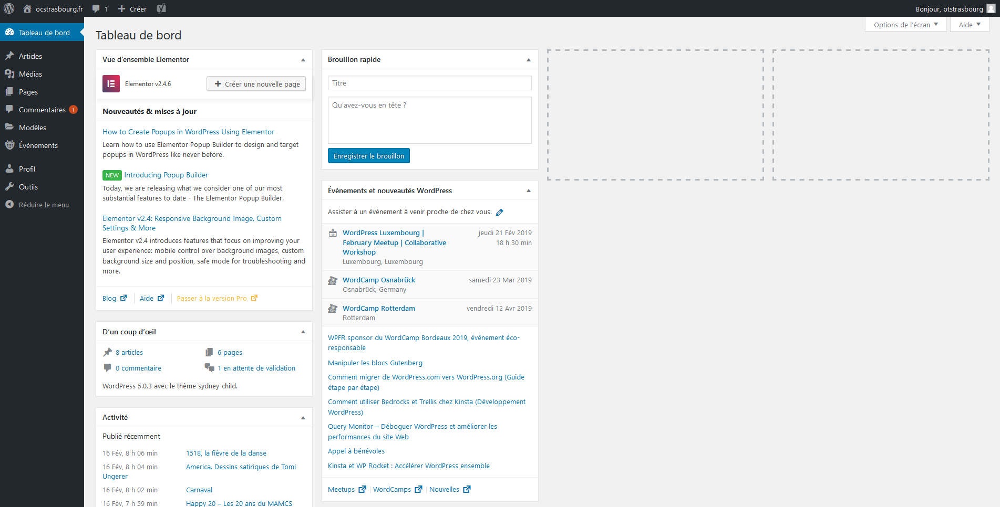 ocstrasbourg.fr 1 Créer Bonjour, otstrasbourg
Options de l'écran Aide
Tableau de bord
Articles
Médias
Pages
Commentaires 1
Modèles
Évènements
Profil
Outils
Réduire le menu
Tableau de bord
Vue d'ensemble Elementor
Elementor v2.4.6 Créer une nouvelle page
Nouveautés & mises à jour
How to Create Popups in WordPress Using Elementor
Learn how to use Elementor Popup Builder to design and target
popups in WordPress like never before.
NEW Introducing Popup Builder
Today, we are releasing what we consider one of our most
substantial features to date - The Elementor Popup Builder.
Elementor v2.4: Responsive Background Image, Custom
Settings & More
Elementor v2.4 introduces features that focus on improving your
user experience: mobile control over background images, custom
background size and position, safe mode for troubleshooting and
more.
Blog Aide Passer à la version Pro
D'un coup d'œil
8 articles 6 pages
0 commentaire 1 en attente de validation
WordPress 5.0.3 avec le thème sydney-child.
Activité
Publié récemment
16 Fév, 8 h 06 min 1518, la fièvre de la danse
16 Fév, 8 h 04 min America. Dessins satiriques de Tomi
Ungerer
16 Fév, 8 h 02 min Carnaval
16 Fév, 7 h 59 min Happy 20 – Les 20 ans du MAMCS
Brouillon rapide
Titre
Qu'avez-vous en tête ?
Enregistrer le brouillon
Évènements et nouveautés WordPress
Assister à un évènement à venir proche de chez vous.
WordPress Luxembourg | jeudi 21 Fév 2019
February Meetup | Collaborative 18 h 30 min
Workshop
Luxembourg, Luxembourg
WordCamp Osnabrück samedi 23 Mar 2019
Osnabrück, Germany
WordCamp Rotterdam vendredi 12 Avr 2019
Rotterdam
WPFR sponsor du WordCamp Bordeaux 2019, évènement éco-
responsable
Manipuler les blocs Gutenberg
Comment migrer de WordPress.com vers WordPress.org (Guide
étape par étape)
Comment utiliser Bedrocks et Trellis chez Kinsta (Développement
WordPress)
Query Monitor – Déboguer WordPress et améliorer les
performances du site Web
Appel à bénévoles
Kinsta et WP Rocket : Accélérer WordPress ensemble
Meetups WordCamps Nouvelles